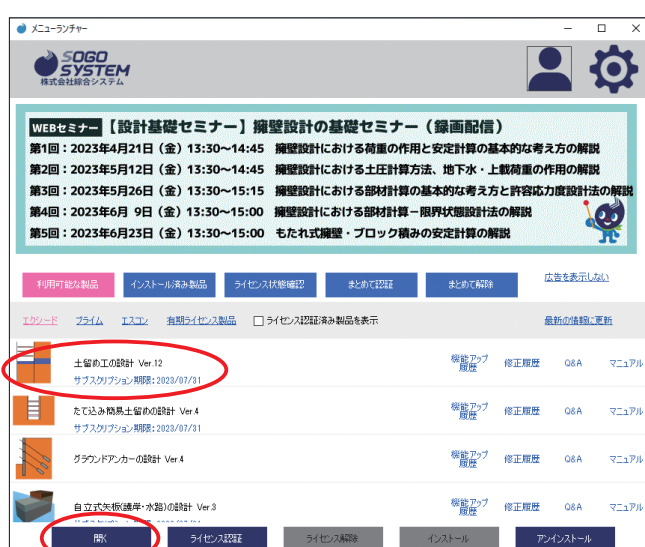 メニューランチャー
SOGO
SYSTEM
株式会社総合システム
WEBセミナー 【設計基礎セミナー】擁壁設計の基礎セミナー（録画配信）
第1回：2023年4月21日（金）13:30～14:45 擁壁設計における荷重の作用と安定計算の基本的な考え方の解説
第2回：2023年5月12日（金）13:30～14:45 擁壁設計における土圧計算方法、地下水・上載荷重の作用の解説
第3回：2023年5月26日（金）13:30～15:15 擁壁設計における部材計算の基本的な考え方と許容応力度設計法の解説
第4回：2023年6月 9日（金）13:30～15:00 擁壁設計における部材計算－限界状態設計法の解説
第5回：2023年6月23日（金）13:30～15:00 もたれ式擁壁・ブロック積みの安定計算の解説
利用可能な製品 インストール済み製品 ライセンス状態確認 まとめて認証 まとめて解除 広告を表示しない
エクシード プライム エスコン 有期ライセンス製品 ライセンス認証済み製品を表示 最新の情報に更新
土留め工の設計 Ver.12 機能アップ履歴 修正履歴 Q&A マニュアル
サブスクリプション期限：2023/07/31
たて込み簡易土留めの設計 Ver.4 機能アップ履歴 修正履歴 Q&A マニュアル
サブスクリプション期限：2023/07/31
グラウンドアンカーの設計 Ver.4 機能アップ履歴 修正履歴 Q&A マニュアル
自立式矢板(護岸・水路)の設計 Ver.3 機能アップ履歴 修正履歴 Q&A マニュアル
開く ライセンス認証 ライセンス解除 インストール アンインストール